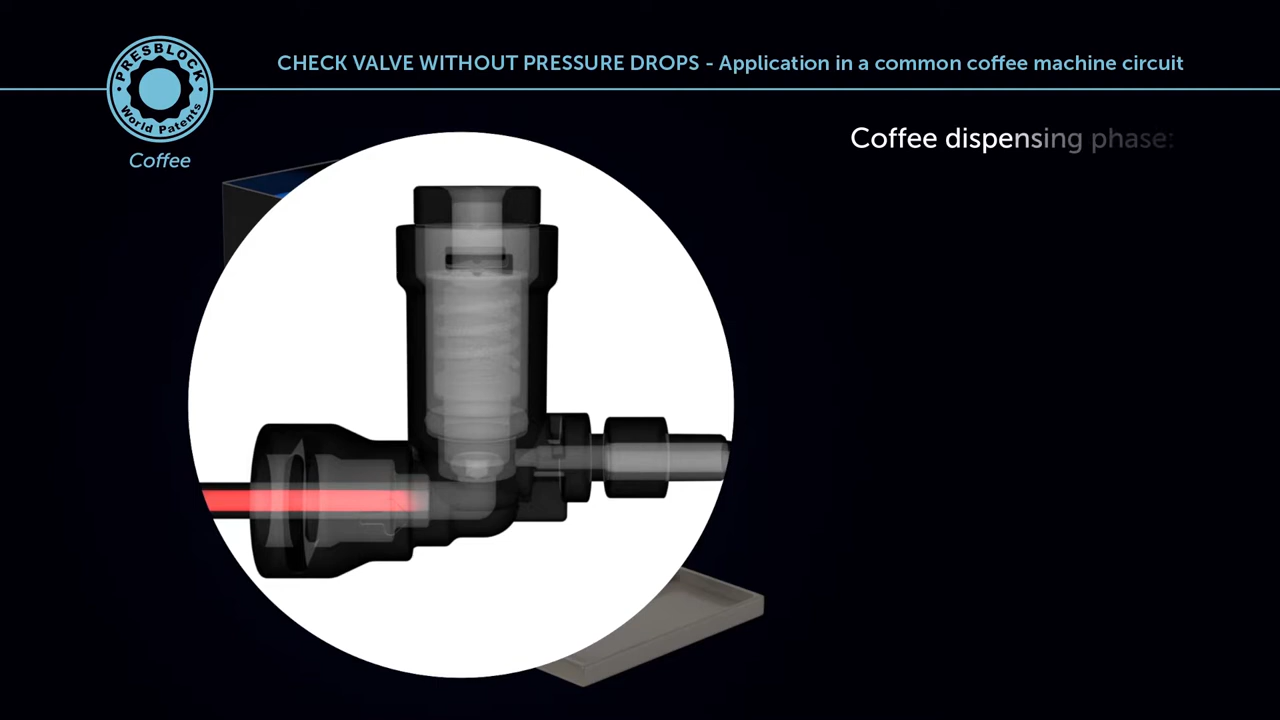 PRESBLOCK
World Patents
Coffee
CHECK VALVE WITHOUT PRESSURE DROPS - Application in a common coffee machine circuit
Coffee dispensing phase: